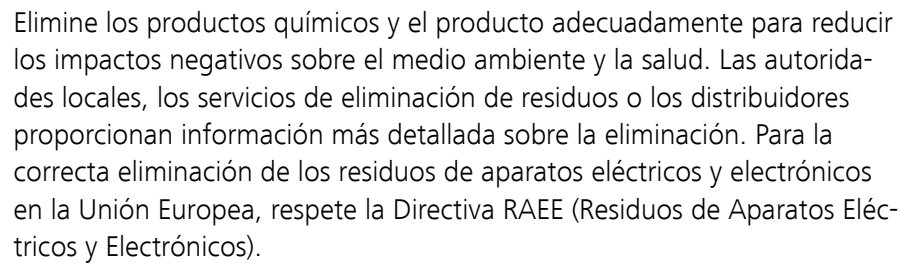 Elimine los productos químicos y el producto adecuadamente para reducir
los impactos negativos sobre el medio ambiente y la salud. Las autorida-
des locales, los servicios de eliminación de residuos o los distribuidores
proporcionan información más detallada sobre la eliminación. Para la
correcta eliminación de los residuos de aparatos eléctricos y electrónicos
en la Unión Europea, respete la Directiva RAEE (Residuos de Aparatos Eléc-
tricos y Electrónicos).